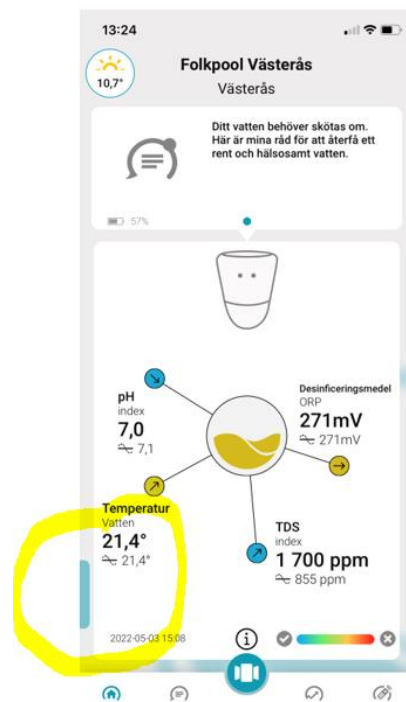 13:24
10,7°
Folkpool Västerås
Västerås
Ditt vatten behöver skötas om.
Här är mina råd för att återfå ett
rent och hälsosamt vatten.
57%
pH
index
7,0
7,1
Desinficeringsmedel
ORP
271mV
271mV
Temperatur
Vatten
21,4°
21,4°
TDS
index
1 700 ppm
855 ppm
2022-05-03 15:08